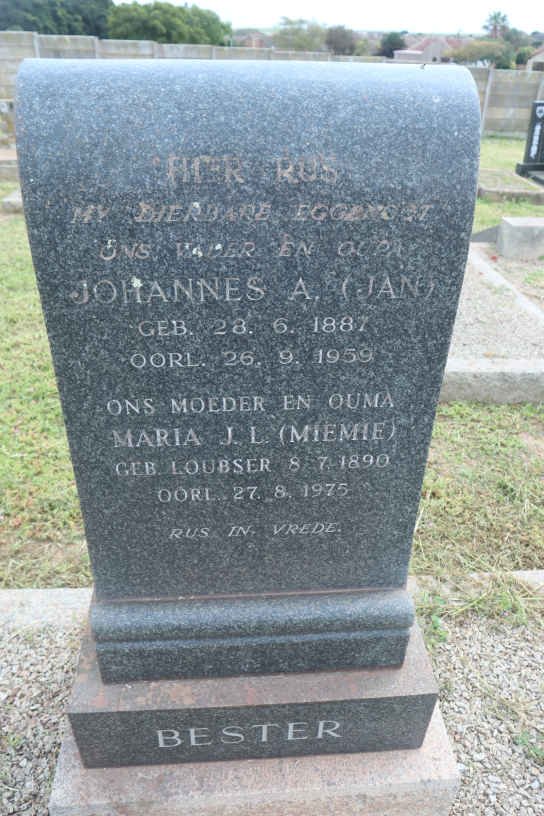 HIER RUS
MY DIERBARE EGGENOOT
ONS VADER EN OUPA
JOHANNES A. (JAN)
GEB. 28. 6. 1887
OORL. 26. 9. 1959
ONS MOEDER EN OUMA
MARIA J. L. (MIEMIE)
GEB. LOUBSER 8. 7. 1890
OORL. 27. 8. 1975
RUS IN VREDE.
BESTER